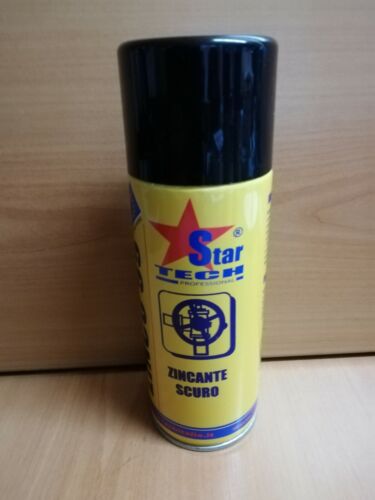 Star ®
TECH
PROFESSIONAL
ZINCANTE
SCURO